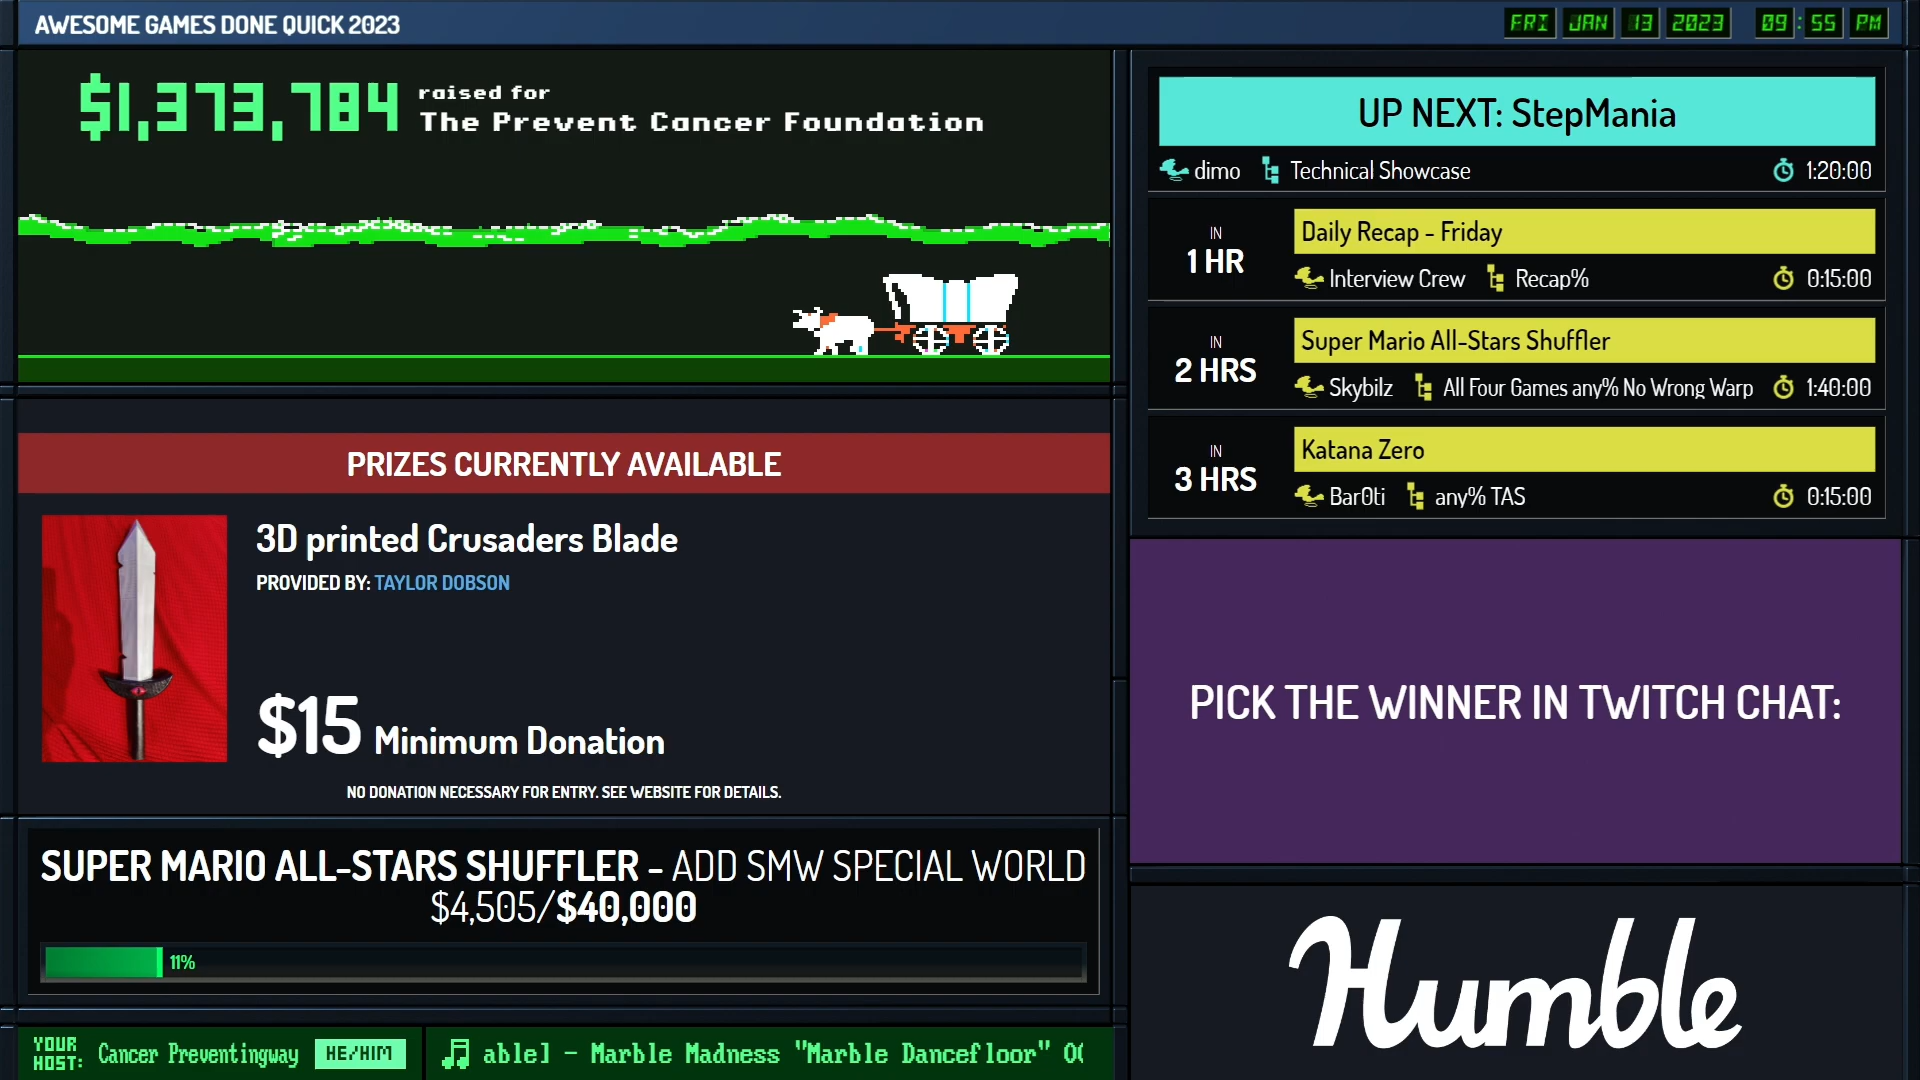 AWESOME GAMES DONE QUICK 2023
FRI JAN 13 2023 09:55 PM
$1,373,784 raised for
The Prevent Cancer Foundation
UP NEXT: StepMania
dimo Technical Showcase 1:20:00
IN 1 HR
Daily Recap - Friday
Interview Crew Recap% 0:15:00
IN 2 HRS
Super Mario All-Stars Shuffler
Skybilz All Four Games any% No Wrong Warp 1:40:00
IN 3 HRS
Katana Zero
Bar0ti any% TAS 0:15:00
PRIZES CURRENTLY AVAILABLE
3D printed Crusaders Blade
PROVIDED BY: TAYLOR DOBSON
$15 Minimum Donation
NO DONATION NECESSARY FOR ENTRY. SEE WEBSITE FOR DETAILS.
PICK THE WINNER IN TWITCH CHAT:
SUPER MARIO ALL-STARS SHUFFLER - ADD SMW SPECIAL WORLD
$4,505/$40,000
11%
Humble
YOUR HOST: Cancer Preventingway HE/HIM
able] - Marble Madness "Marble Dancefloor" O